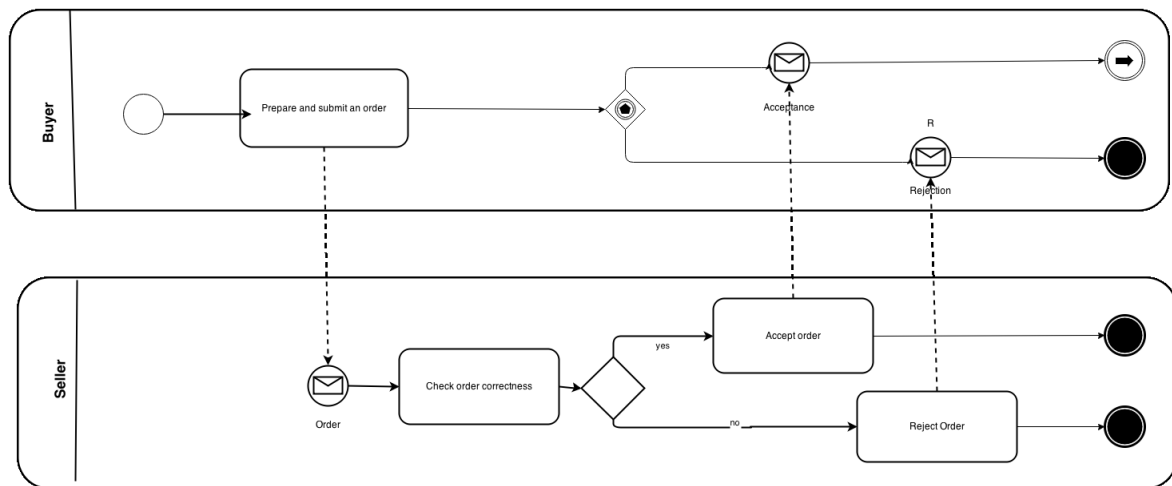 Buyer
Prepare and submit an order
Acceptance
R
Rejection
Seller
Order
Check order correctness
yes
no
Accept order
Reject Order